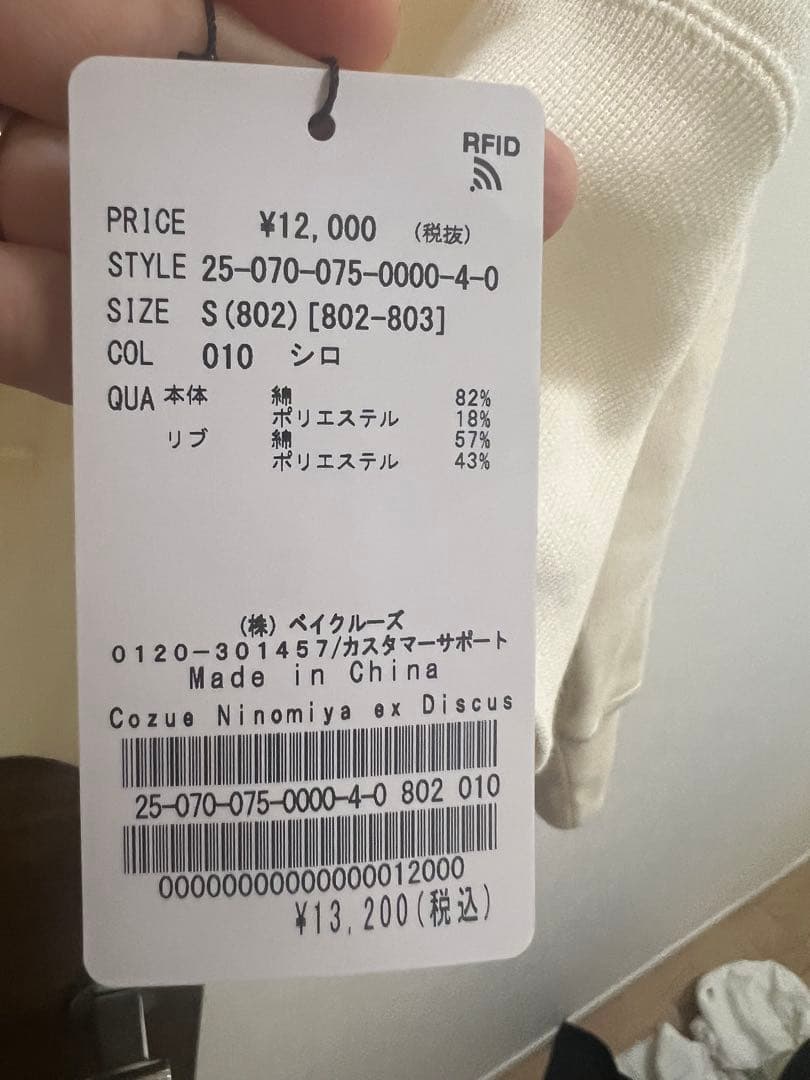 RFID
PRICE ¥12,000 (税抜)
STYLE 25-070-075-0000-4-0
SIZE S(802)[802-803]
COL 010 シロ
QUA 本体 綿 82%
ポリエステル 18%
リブ 綿 57%
ポリエステル 43%
(株)ベイクルーズ
0120-301457/カスタマーサポート
Made in China
Cozue Ninomiya ex Discus
25-070-075-0000-4-0 802 010
00000000000000012000
¥13,200(税込)